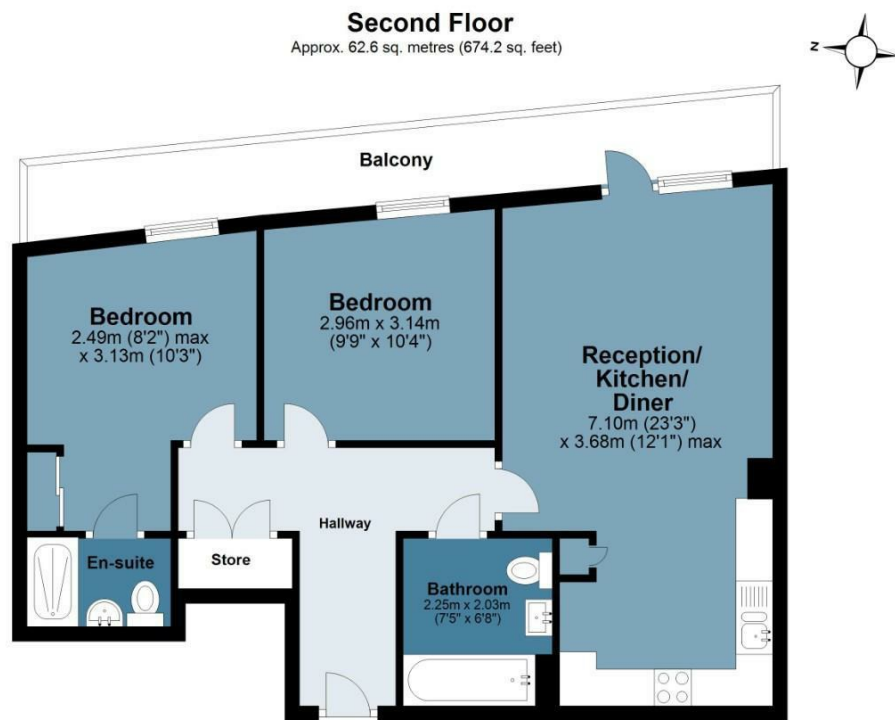 Second Floor
Approx. 62.6 sq. metres (674.2 sq. feet)
N
Balcony
Bedroom
2.49m (8'2") max
x 3.13m (10'3")
Bedroom
2.96m x 3.14m
(9'9" x 10'4")
Reception/
Kitchen/
Diner
7.10m (23'3")
x 3.68m (12'1") max
Hallway
En-suite
Store
Bathroom
2.25m x 2.03m
(7'5" x 6'8")